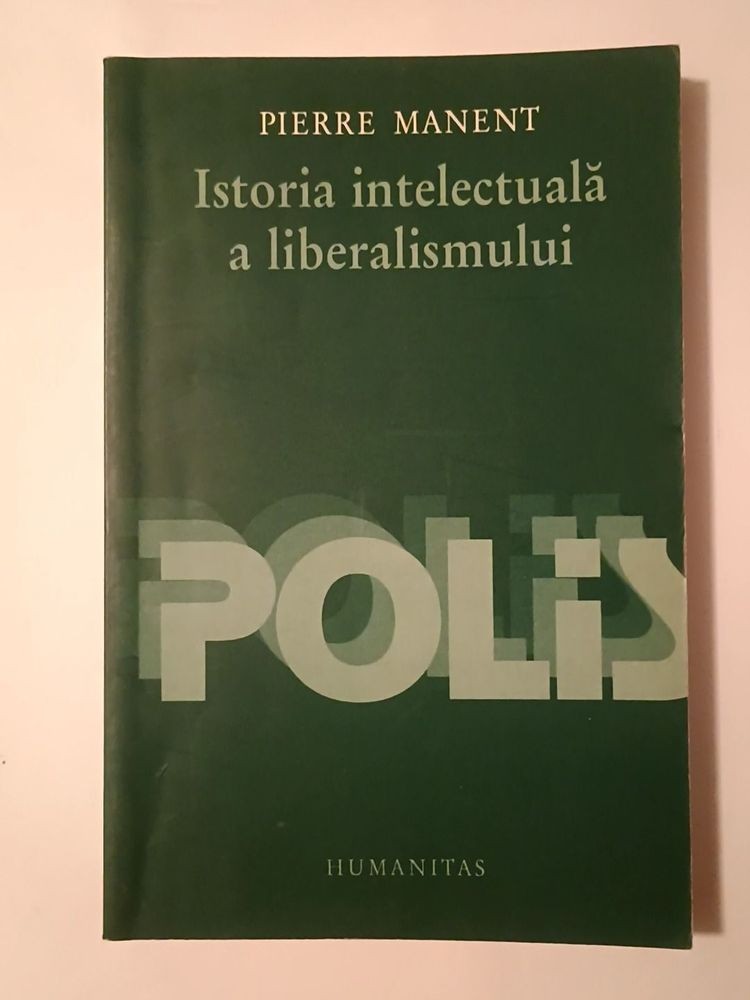 PIERRE MANENT
Istoria intelectuală
a liberalismului
POLiS
HUMANITAS